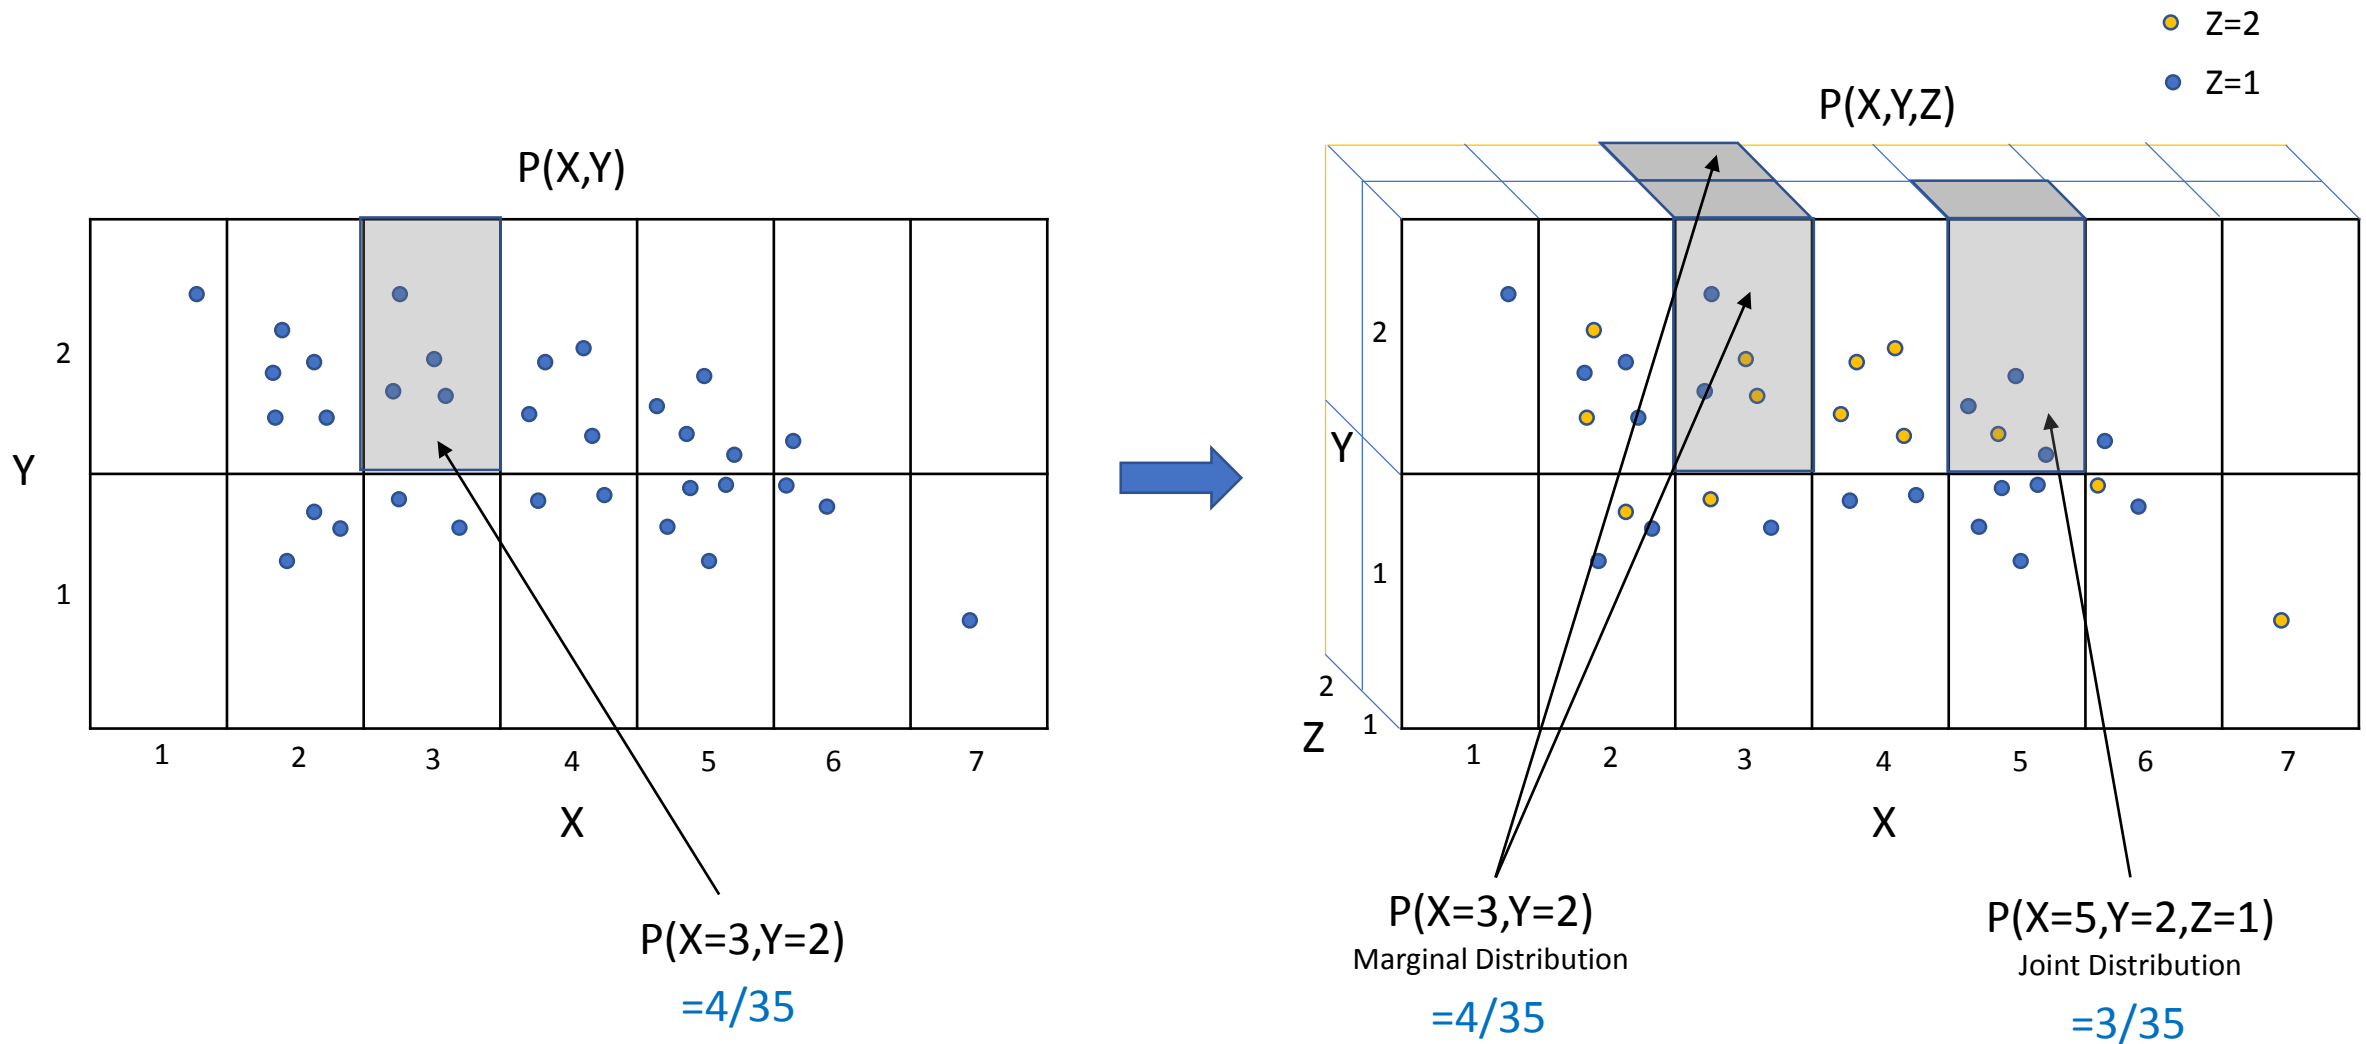 Z=2
Z=1
P(X,Y)
P(X,Y,Z)
2
Y
1
1 2 3 4 5 6 7
X
P(X=3,Y=2)
=4/35
2
Y
1
2
1
Z
1 2 3 4 5 6 7
X
P(X=3,Y=2)
Marginal Distribution
=4/35
P(X=5,Y=2,Z=1)
Joint Distribution
=3/35